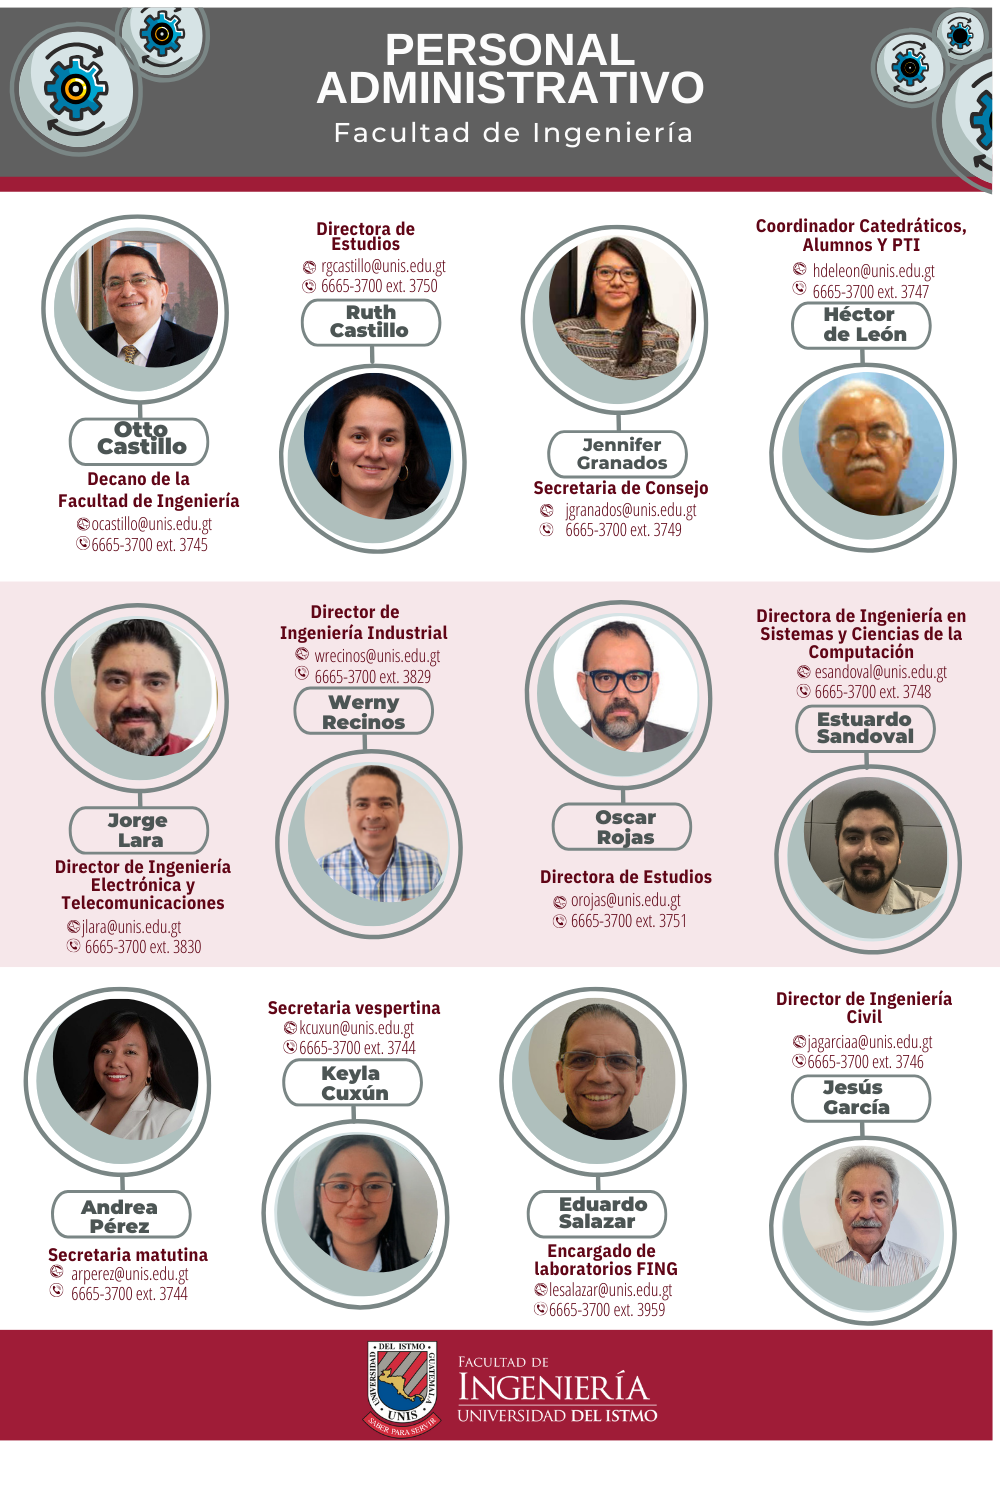 PERSONAL
ADMINISTRATIVO
Facultad de Ingeniería
Otto
Castillo
Decano de la
Facultad de Ingeniería
ocastillo@unis.edu.gt
6665-3700 ext. 3745
Directora de
Estudios
rgcastillo@unis.edu.gt
6665-3700 ext. 3750
Ruth
Castillo
Jennifer
Granados
Secretaria de Consejo
jgranados@unis.edu.gt
6665-3700 ext. 3749
Coordinador Catedráticos,
Alumnos Y PTI
hdeleon@unis.edu.gt
6665-3700 ext. 3747
Héctor
de León
Jorge
Lara
Director de Ingeniería
Electrónica y
Telecomunicaciones
jlara@unis.edu.gt
6665-3700 ext. 3830
Director de
Ingeniería Industrial
wrecinos@unis.edu.gt
6665-3700 ext. 3829
Werny
Recinos
Oscar
Rojas
Directora de Estudios
orojas@unis.edu.gt
6665-3700 ext. 3751
Directora de Ingeniería en
Sistemas y Ciencias de la
Computación
esandoval@unis.edu.gt
6665-3700 ext. 3748
Estuardo
Sandoval
Andrea
Pérez
Secretaria matutina
arperez@unis.edu.gt
6665-3700 ext. 3744
Secretaria vespertina
kcuxun@unis.edu.gt
6665-3700 ext. 3744
Keyla
Cuxún
Eduardo
Salazar
Encargado de
laboratorios FING
lesalazar@unis.edu.gt
6665-3700 ext. 3959
Director de Ingeniería
Civil
jagarciaa@unis.edu.gt
6665-3700 ext. 3746
Jesús
García
UNIVERSIDAD DEL ISTMO GUATEMALA
UNIS
SABER PARA SERVIR
FACULTAD DE
INGENIERÍA
UNIVERSIDAD DEL ISTMO